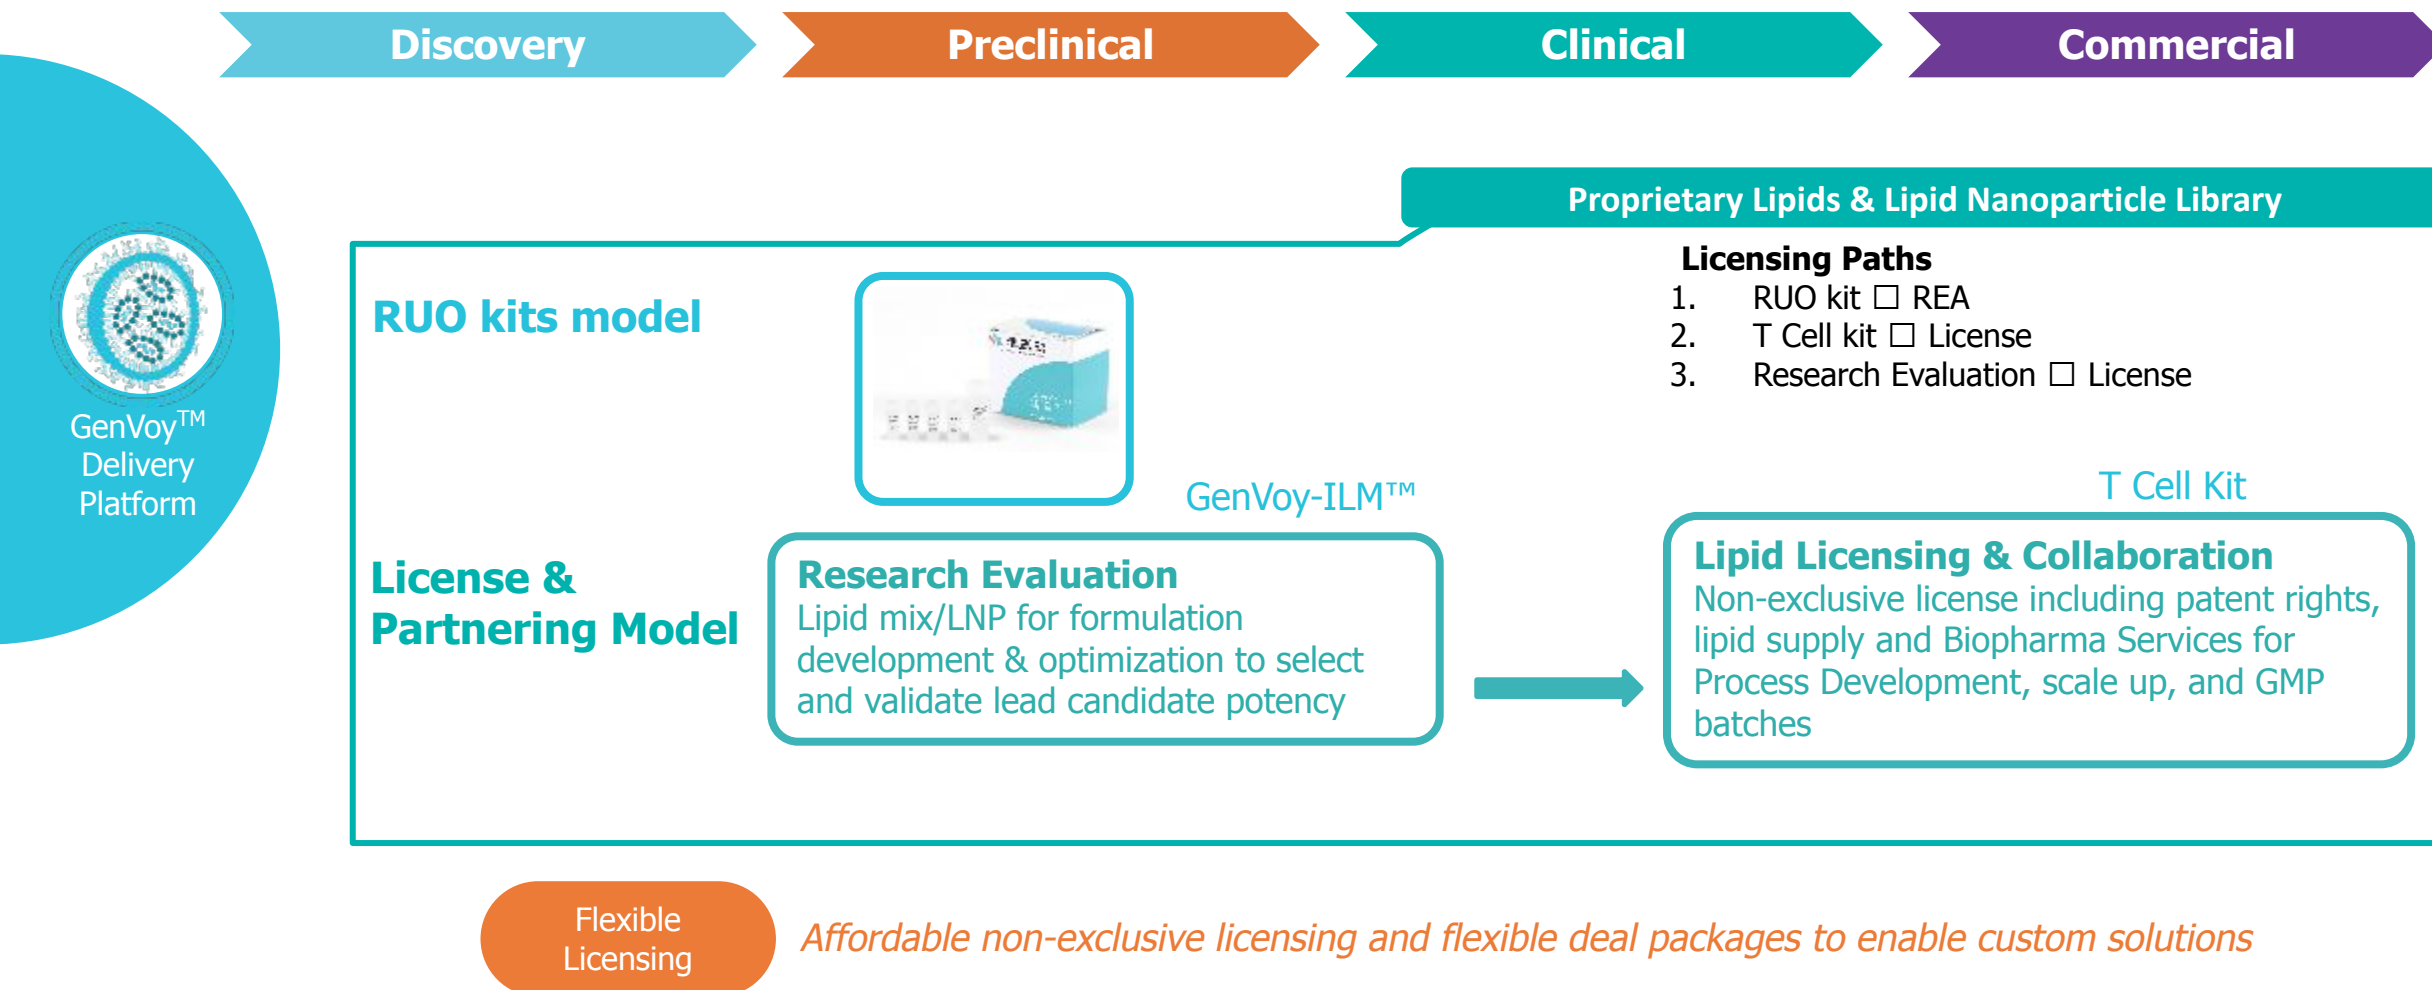 Discovery
Preclinical
Clinical
Commercial
Proprietary Lipids & Lipid Nanoparticle Library
GenVoy™
Delivery
Platform
RUO kits model
Licensing Paths
1. RUO kit ☐ REA
2. T Cell kit ☐ License
3. Research Evaluation ☐ License
GenVoy-ILM™
T Cell Kit
License &
Partnering Model
Research Evaluation
Lipid mix/LNP for formulation
development & optimization to select
and validate lead candidate potency
Lipid Licensing & Collaboration
Non-exclusive license including patent rights,
lipid supply and Biopharma Services for
Process Development, scale up, and GMP
batches
Flexible
Licensing
Affordable non-exclusive licensing and flexible deal packages to enable custom solutions